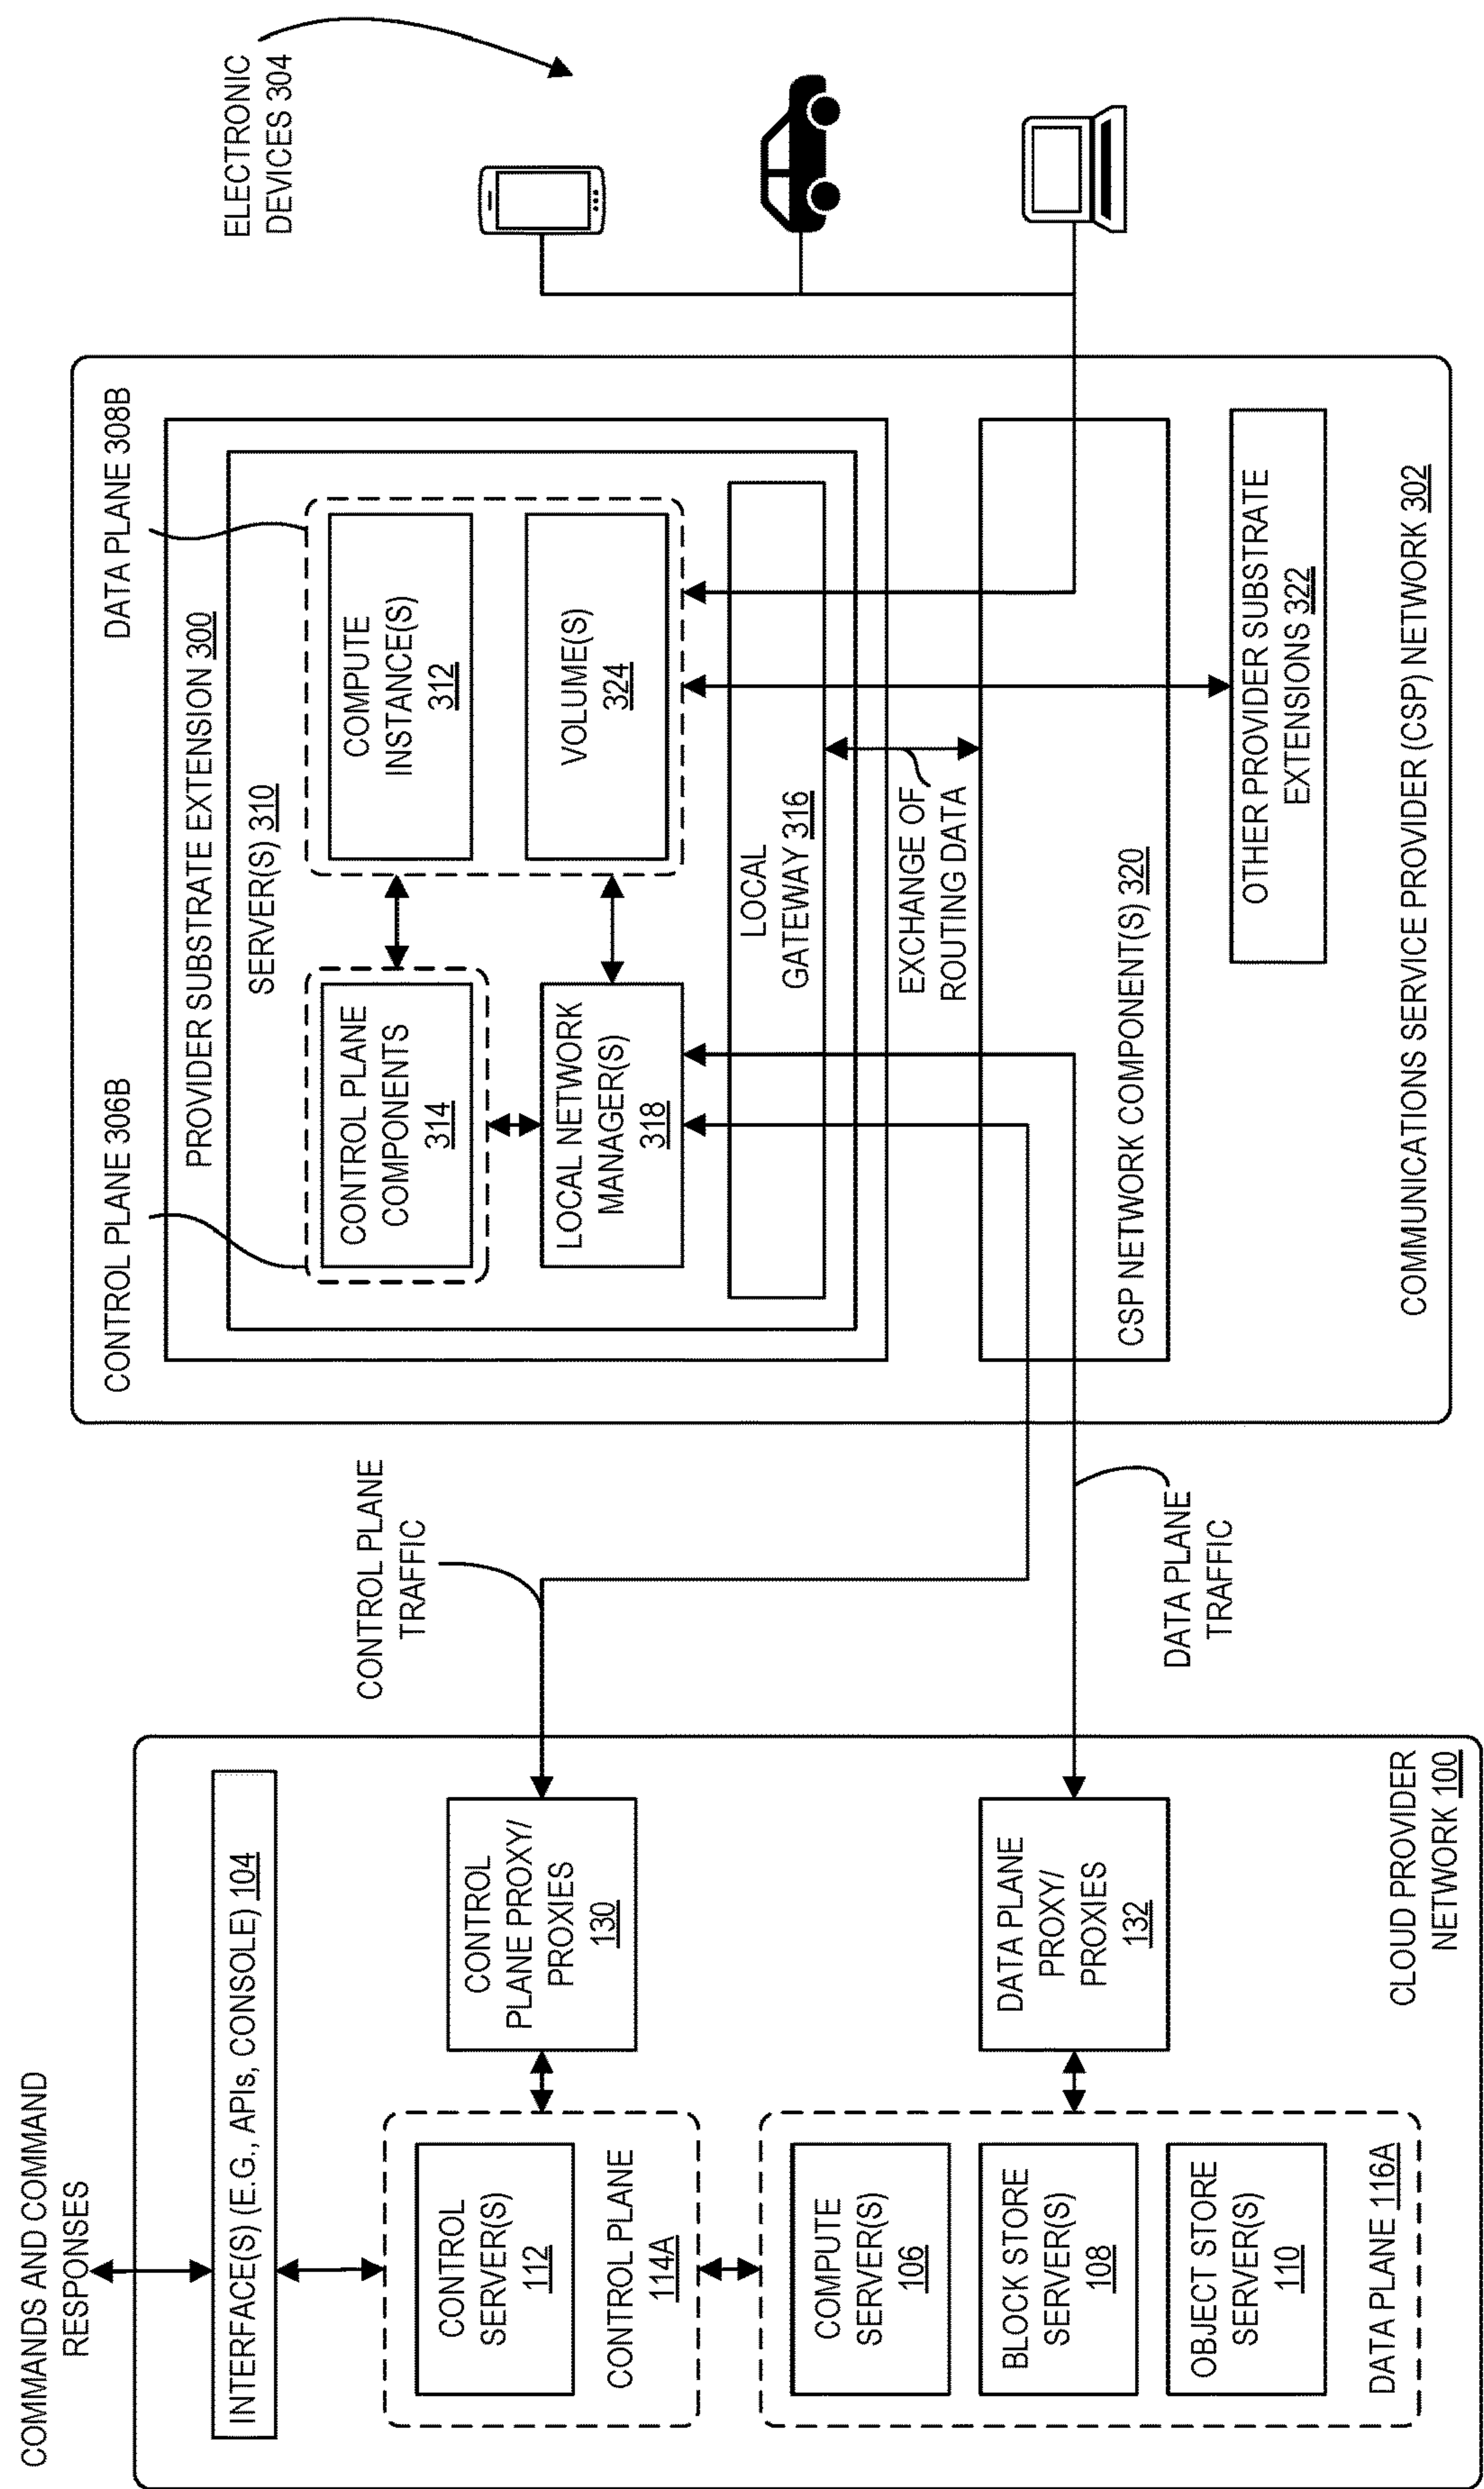 COMMANDS AND COMMAND
RESPONSES
INTERFACE(S) (E.G., APIs, CONSOLE) 104
CONTROL
SERVER(S)
112
CONTROL PLANE
114A
CONTROL
PLANE PROXY/
PROXIES
130
COMPUTE
SERVER(S)
106
BLOCK STORE
SERVER(S)
108
OBJECT STORE
SERVER(S)
110
DATA PLANE 116A
DATA PLANE
PROXY/
PROXIES
132
CLOUD PROVIDER
NETWORK 100
CONTROL PLANE
TRAFFIC
DATA PLANE
TRAFFIC
CONTROL PLANE 306B
DATA PLANE 308B
PROVIDER SUBSTRATE EXTENSION 300
SERVER(S) 310
CONTROL PLANE
COMPONENTS
314
COMPUTE
INSTANCE(S)
312
LOCAL NETWORK
MANAGER(S)
318
VOLUME(S)
324
LOCAL
GATEWAY 316
EXCHANGE OF
ROUTING DATA
CSP NETWORK COMPONENT(S) 320
OTHER PROVIDER SUBSTRATE
EXTENSIONS 322
COMMUNICATIONS SERVICE PROVIDER (CSP) NETWORK 302
ELECTRONIC
DEVICES 304